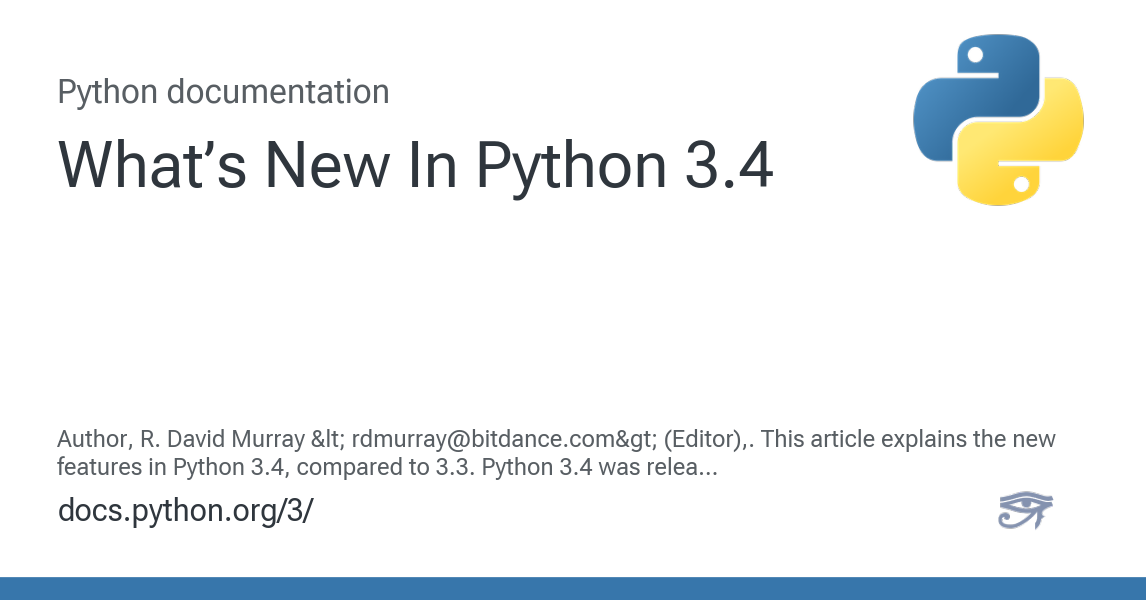 Python documentation
What’s New In Python 3.4
Author, R. David Murray &lt; rdmurray@bitdance.com&gt; (Editor),. This article explains the new
features in Python 3.4, compared to 3.3. Python 3.4 was relea...
docs.python.org/3/